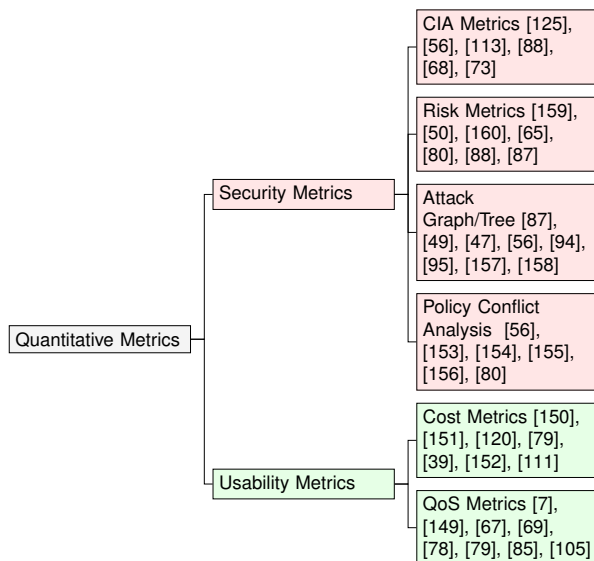 CIA Metrics [125],
[56], [113], [88],
[68], [73]
Risk Metrics [159],
[50], [160], [65],
[80], [88], [87]
Security Metrics
Attack
Graph/Tree [87],
[49], [47], [56], [94],
[95], [157], [158]
Policy Conflict
Analysis [56],
[153], [154], [155],
[156], [80]
Quantitative Metrics
Cost Metrics [150],
[151], [120], [79],
[39], [152], [111]
Usability Metrics
QoS Metrics [7],
[149], [67], [69],
[78], [79], [85], [105]